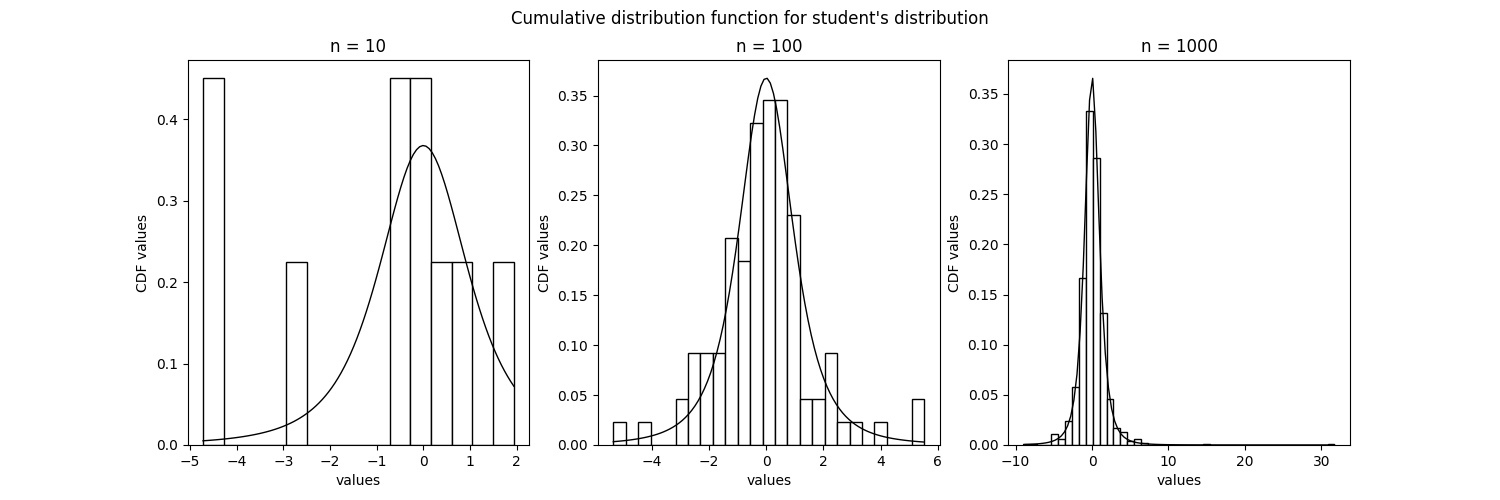 Cumulative distribution function for student's distribution
n = 10
n = 100
n = 1000
CDF values
0.4
0.3
0.2
0.1
0.0
−5 −4 −3 −2 −1 0 1 2
values
CDF values
0.35
0.30
0.25
0.20
0.15
0.10
0.05
0.00
−4 −2 0 2 4 6
values
CDF values
0.35
0.30
0.25
0.20
0.15
0.10
0.05
0.00
−10 0 10 20 30
values